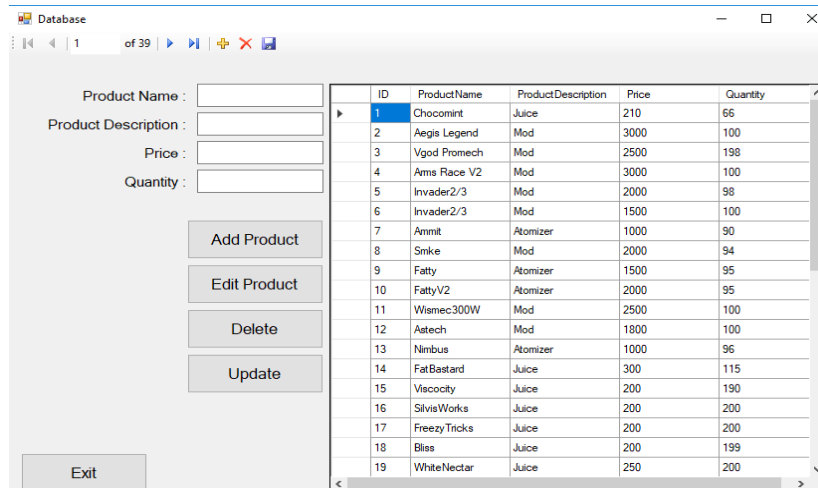 Database
1 of 39
Product Name :
Product Description :
Price :
Quantity :
Add Product
Edit Product
Delete
Update
Exit
ID ProductName ProductDescription Price Quantity
1 Chocomint Juice 210 66
2 Aegis Legend Mod 3000 100
3 Vgod Promech Mod 2500 198
4 Arms Race V2 Mod 3000 100
5 Invader2/3 Mod 2000 98
6 Invader2/3 Mod 1500 100
7 Ammit Atomizer 1000 90
8 Smke Mod 2000 94
9 Fatty Atomizer 1500 95
10 FattyV2 Atomizer 2000 95
11 Wismec300W Mod 2500 100
12 Astech Mod 1800 100
13 Nimbus Atomizer 1000 96
14 FatBastard Juice 300 115
15 Viscocity Juice 200 190
16 SilvisWorks Juice 200 200
17 FreezyTricks Juice 200 200
18 Bliss Juice 200 199
19 WhiteNectar Juice 250 200